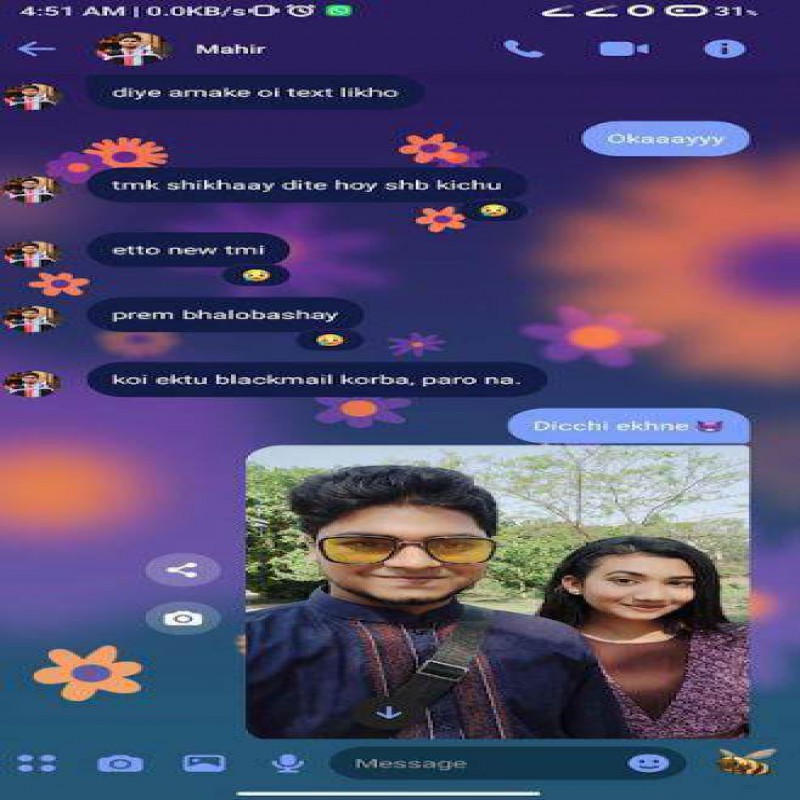 4:51 AM | 0.0KB/s
31%
Mahir
diye amake oi text likho
Okaaayyy
tmk shikhaay dite hoy shb kichu
etto new tmi
prem bhalobashay
koi ektu blackmail korba, paro na.
Dicchi ekhne 😈
Message